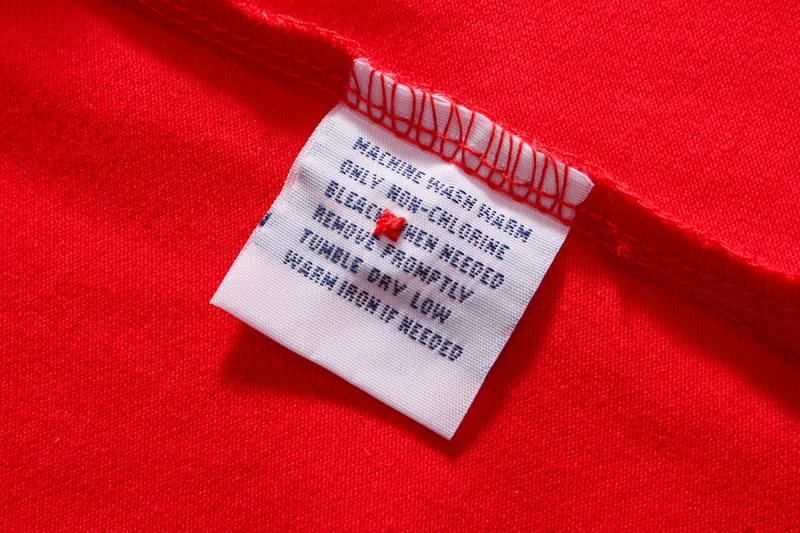 MACHINE WASH WARM
ONLY NON-CHLORINE
BLEACH WHEN NEEDED
REMOVE PROMPTLY
TUMBLE DRY LOW
WARM IRON IF NEEDED